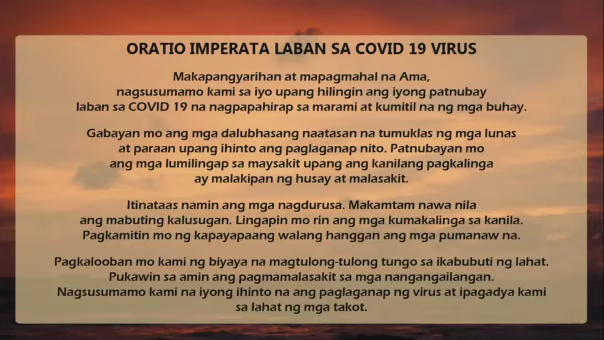 ORATIO IMPERATA LABAN SA COVID 19 VIRUS
Makapangyarihan at mapagmahal na Ama,
nagsusumamo kami sa iyo upang hilingin ang iyong patnubay
laban sa COVID 19 na nagpapahirap sa marami at kumitil na ng mga buhay.
Gabayan mo ang mga dalubhasang naatasan na tumuklas ng mga lunas
at paraan upang ihinto ang paglaganap nito. Patnubayan mo
ang mga lumilingap sa maysakit upang ang kanilang pagkalinga
ay malakipan ng husay at malasakit.
Itinataas namin ang mga nagdurusa. Makamtam nawa nila
ang mabuting kalusugan. Lingapin mo rin ang mga kumakalinga sa kanila.
Pagkamitin mo ng kapayapaang walang hanggan ang mga pumanaw na.
Pagkalooban mo kami ng biyaya na magtulong-tulong tungo sa ikabubuti ng lahat.
Pukawin sa amin ang pagmamalasakit sa mga nangangailangan.
Nagsusumamo kami na iyong ihinto na ang paglaganap ng virus at ipagadya kami
sa lahat ng mga takot.